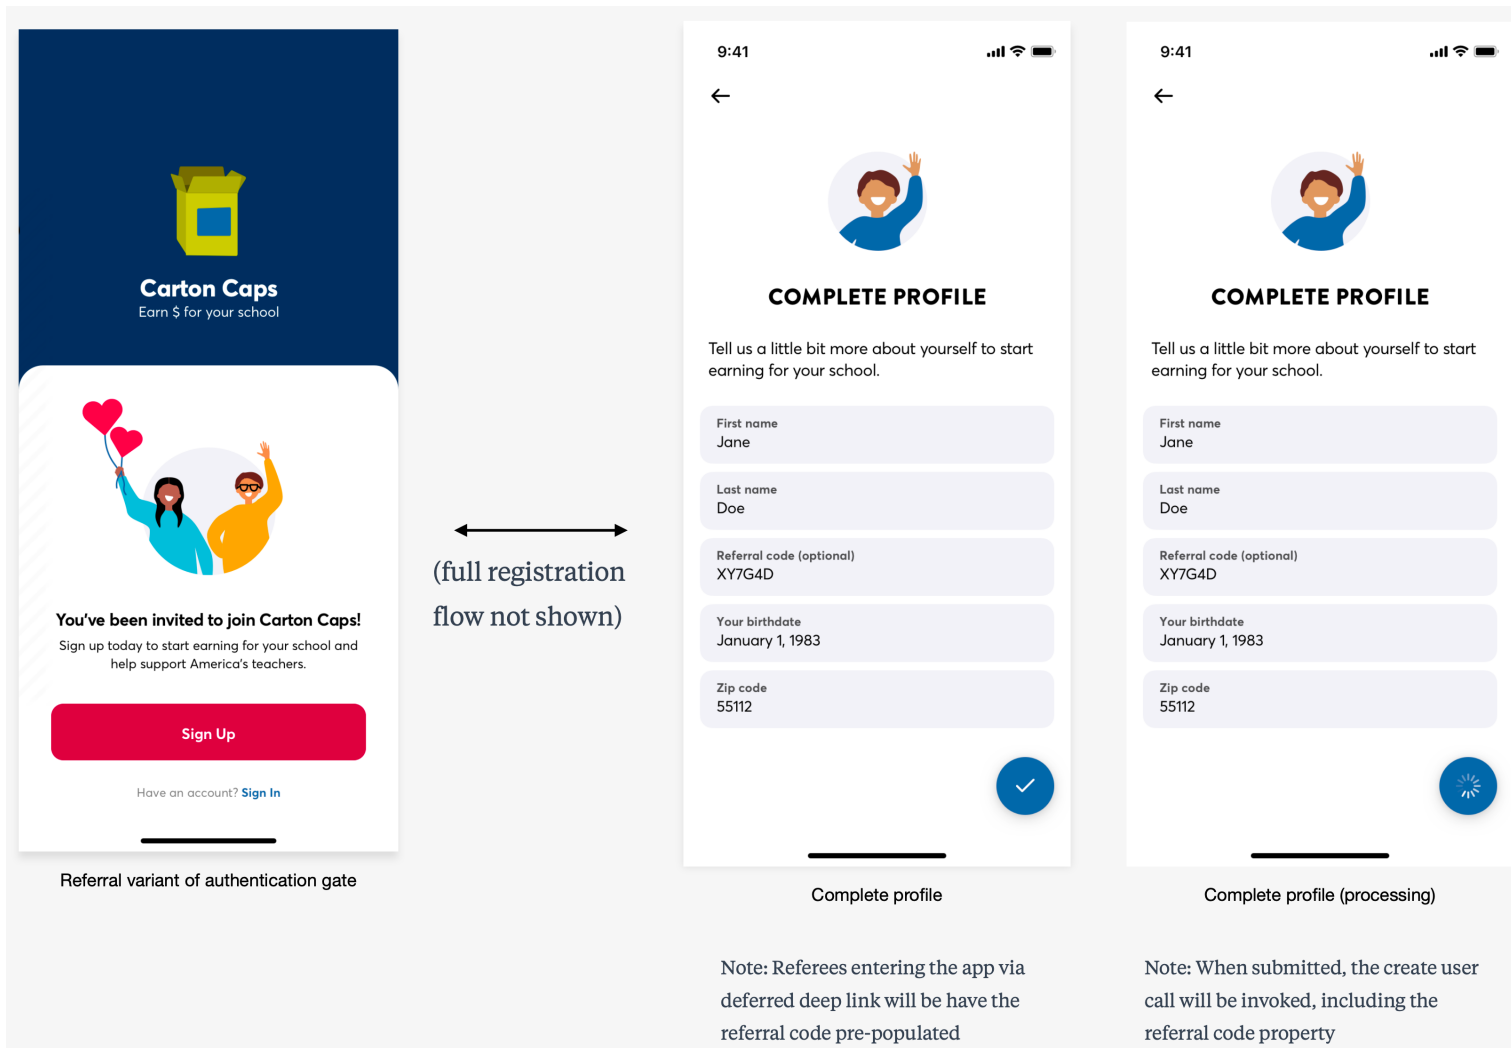 Carton Caps
Earn $ for your school
You've been invited to join Carton Caps!
Sign up today to start earning for your school and
help support America's teachers.
Sign Up
Have an account? Sign In
Referral variant of authentication gate
(full registration
flow not shown)
9:41
COMPLETE PROFILE
Tell us a little bit more about yourself to start
earning for your school.
First name
Jane
Last name
Doe
Referral code (optional)
XY7G4D
Your birthdate
January 1, 1983
Zip code
55112
Complete profile
Note: Referees entering the app via
deferred deep link will be have the
referral code pre-populated
9:41
COMPLETE PROFILE
Tell us a little bit more about yourself to start
earning for your school.
First name
Jane
Last name
Doe
Referral code (optional)
XY7G4D
Your birthdate
January 1, 1983
Zip code
55112
Complete profile (processing)
Note: When submitted, the create user
call will be invoked, including the
referral code property